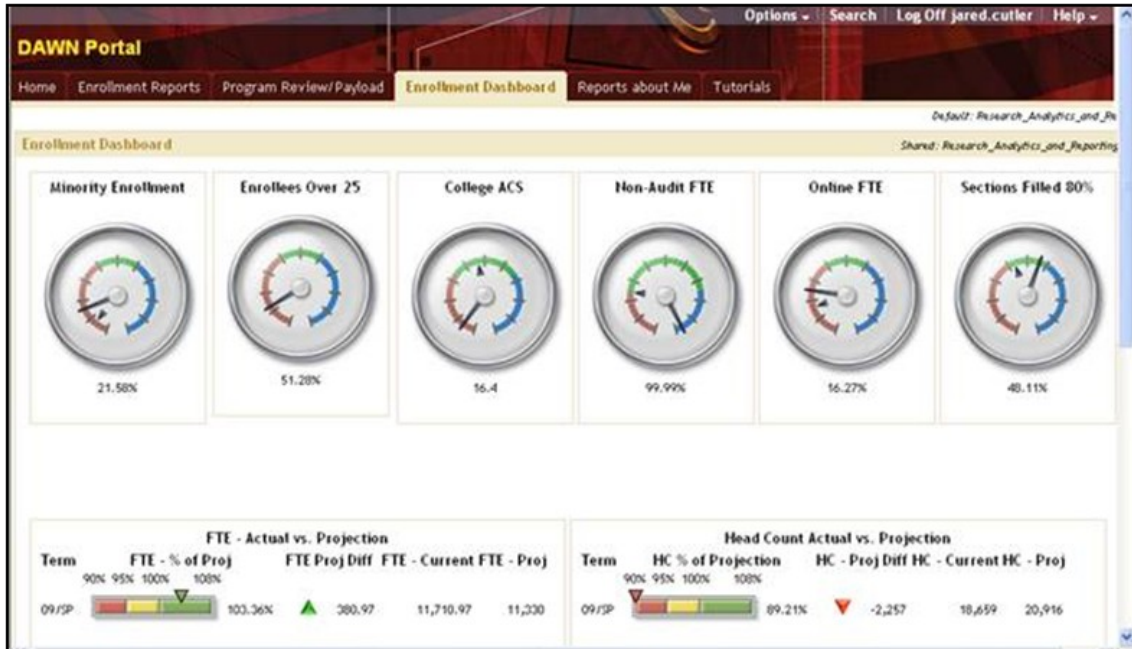 Options Search Log Off jared.cutler Help
DAWN Portal
Home Enrollment Reports Program Review/Payload Enrollment Dashboard Reports about Me Tutorials
Default: Research_Analytics_and_Re
Enrollment Dashboard Shared: Research_Analytics_and_Reporting
Minority Enrollment Enrollees Over 25 College ACS Non-Audit FTE Online FTE Sections Filled 80%
21.58% 51.28% 16.4 99.99% 16.27% 48.11%
FTE - Actual vs. Projection
Term FTE - % of Proj FTE Proj Diff FTE - Current FTE - Proj
90% 95% 100% 108%
09/SP 103.36% 380.97 11,710.97 11,330
Head Count Actual vs. Projection
Term HC % of Projection HC - Proj Diff HC - Current HC - Proj
90% 95% 100% 108%
09/SP 89.21% -2,257 18,659 20,916